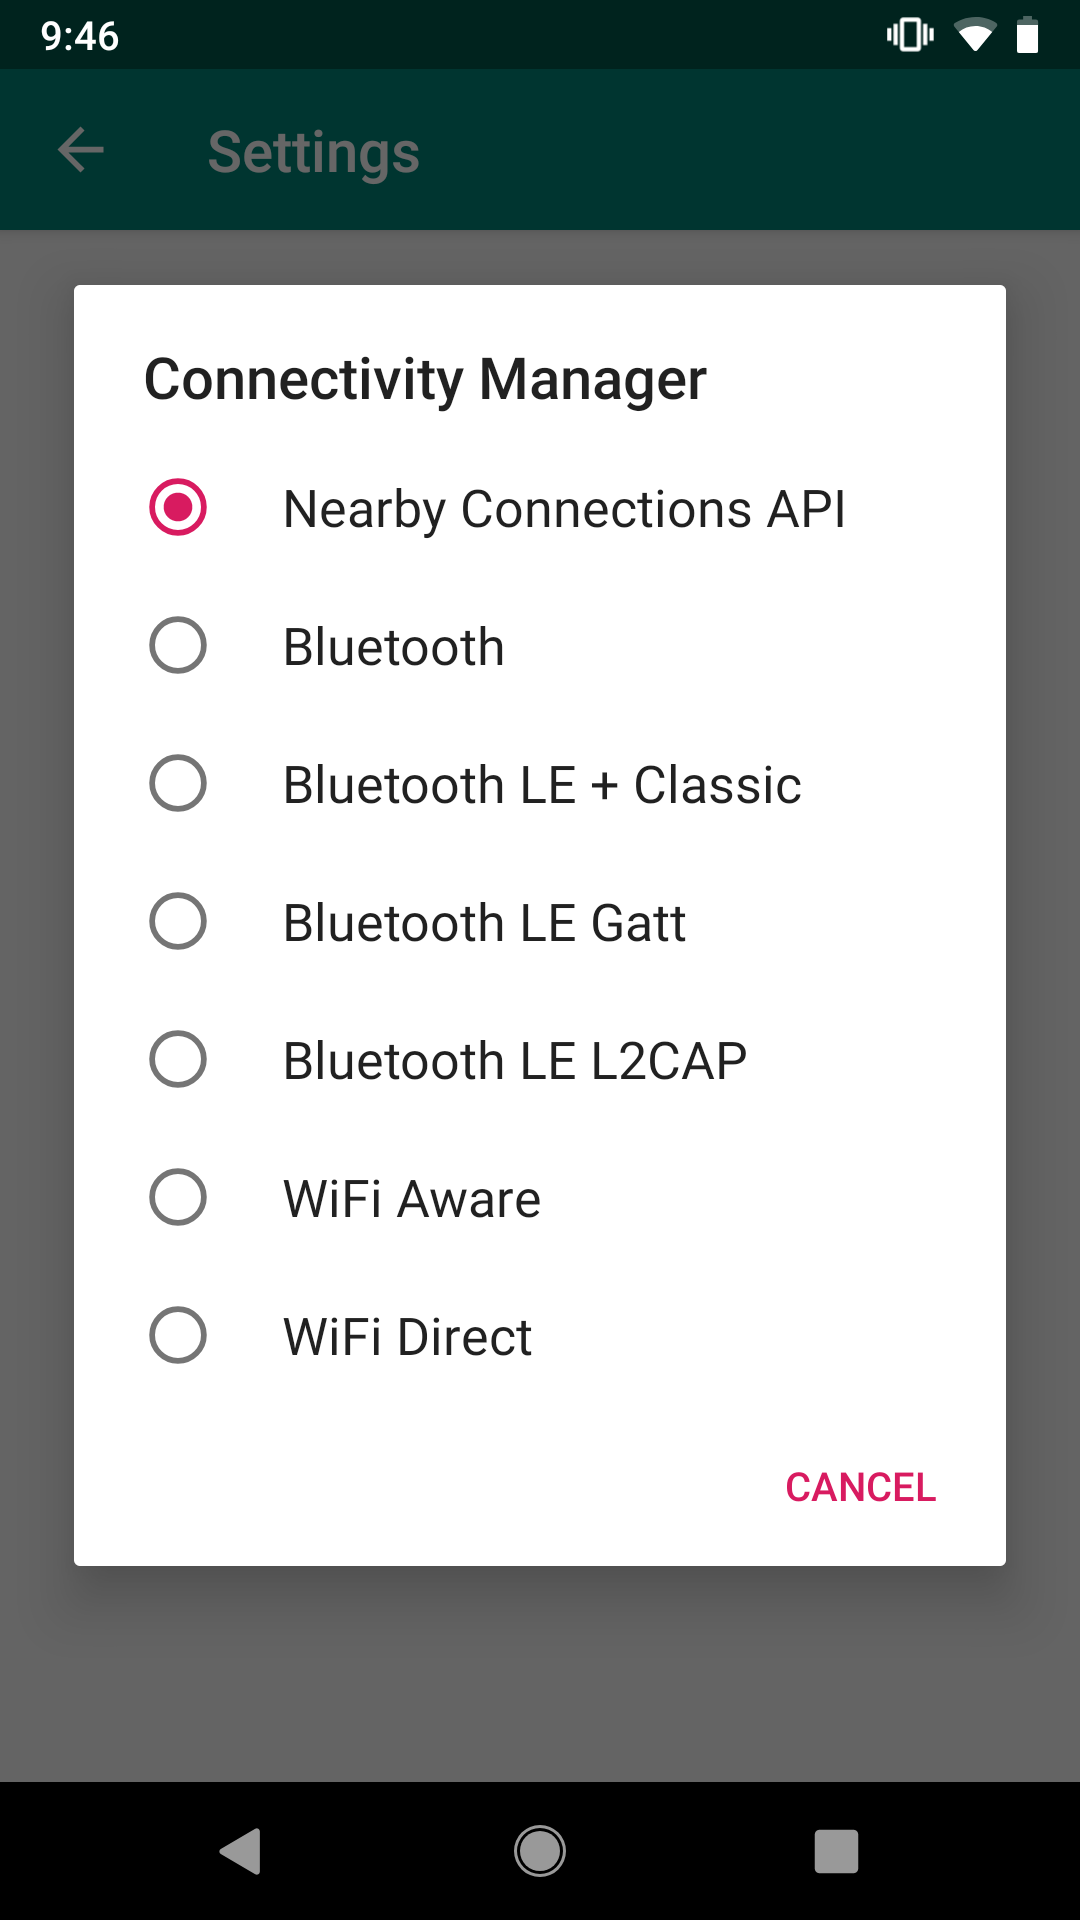 9:46
Settings
Connectivity Manager
Nearby Connections API
Bluetooth
Bluetooth LE + Classic
Bluetooth LE Gatt
Bluetooth LE L2CAP
WiFi Aware
WiFi Direct
CANCEL